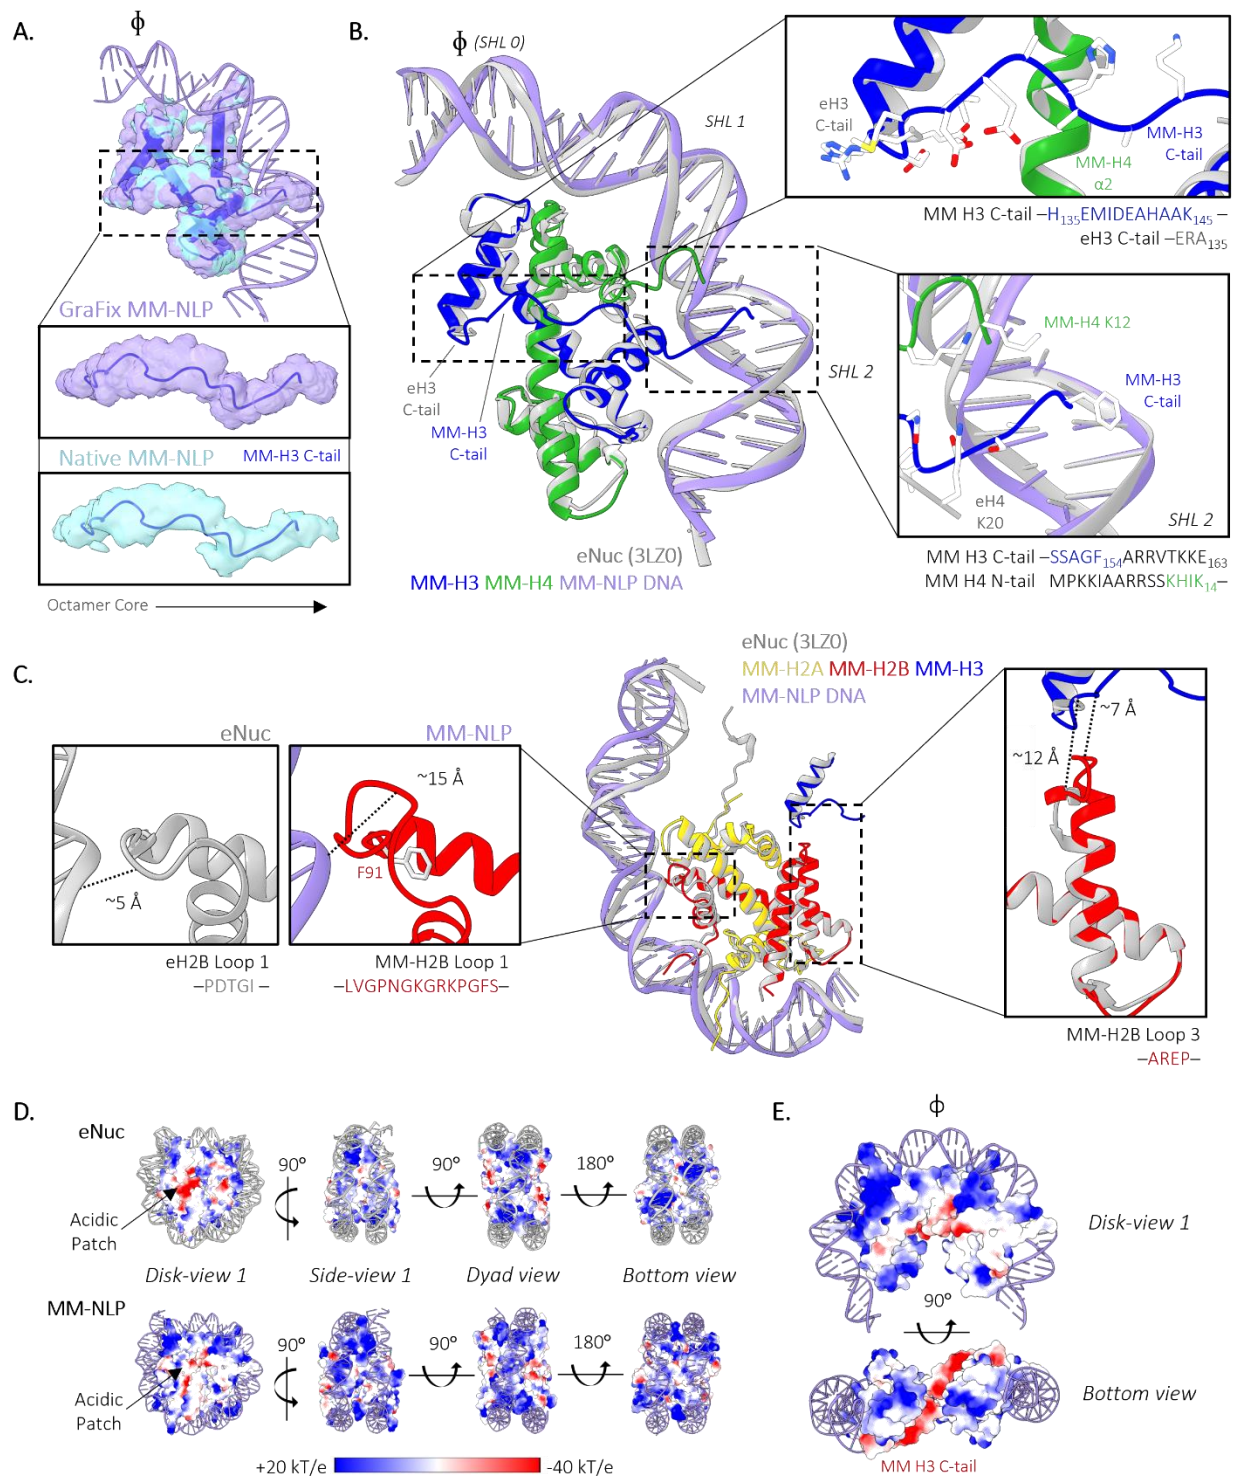 A.
Φ
GraFix MM-NLP
Native MM-NLP
MM-H3 C-tail
Octamer Core
B.
Φ (SHL 0)
SHL 1
SHL 2
eH3
C-tail
MM-H3
C-tail
eNuc (3LZ0)
MM-H3 MM-H4 MM-NLP DNA
eH3
C-tail
MM-H4
α2
MM-H3
C-tail
MM H3 C-tail –H135EMIDEAHAAK145 –
eH3 C-tail –ERA135
MM-H4 K12
MM-H3
C-tail
eH4
K20
SHL 2
MM H3 C-tail –SSAGF154ARRVTKKE163
MM H4 N-tail MPKKIAARRSSKHIK14–
C.
eNuc (3LZ0)
MM-H2A MM-H2B MM-H3
MM-NLP DNA
eNuc
~5 Å
eH2B Loop 1
–PDTGI –
MM-NLP
~15 Å
F91
MM-H2B Loop 1
–LVGPNGKGRKPGFS–
~7 Å
~12 Å
MM-H2B Loop 3
–AREP–
D.
eNuc
Acidic
Patch
90°
90°
180°
Disk-view 1
Side-view 1
Dyad view
Bottom view
MM-NLP
Acidic
Patch
90°
90°
180°
+20 kT/e
-40 kT/e
E.
Φ
Disk-view 1
90°
Bottom view
MM H3 C-tail